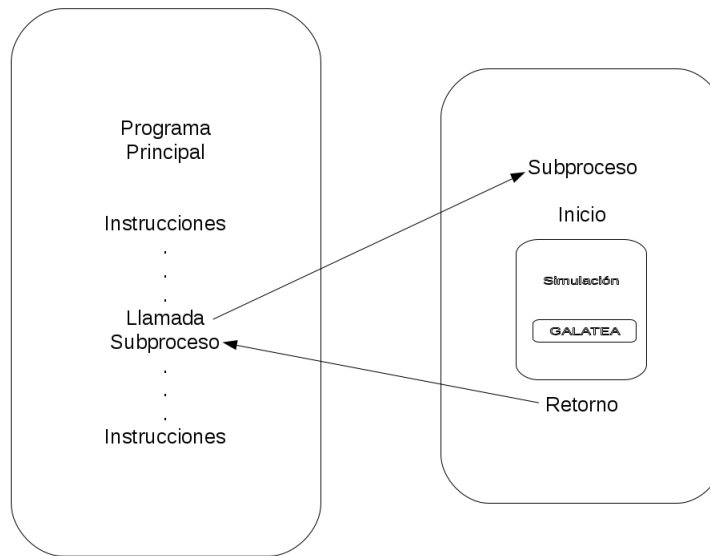 Programa
Principal
Instrucciones
.
.
.
Llamada
Subproceso
.
.
.
Instrucciones
Subproceso
Inicio
Simulación
GALATEA
Retorno